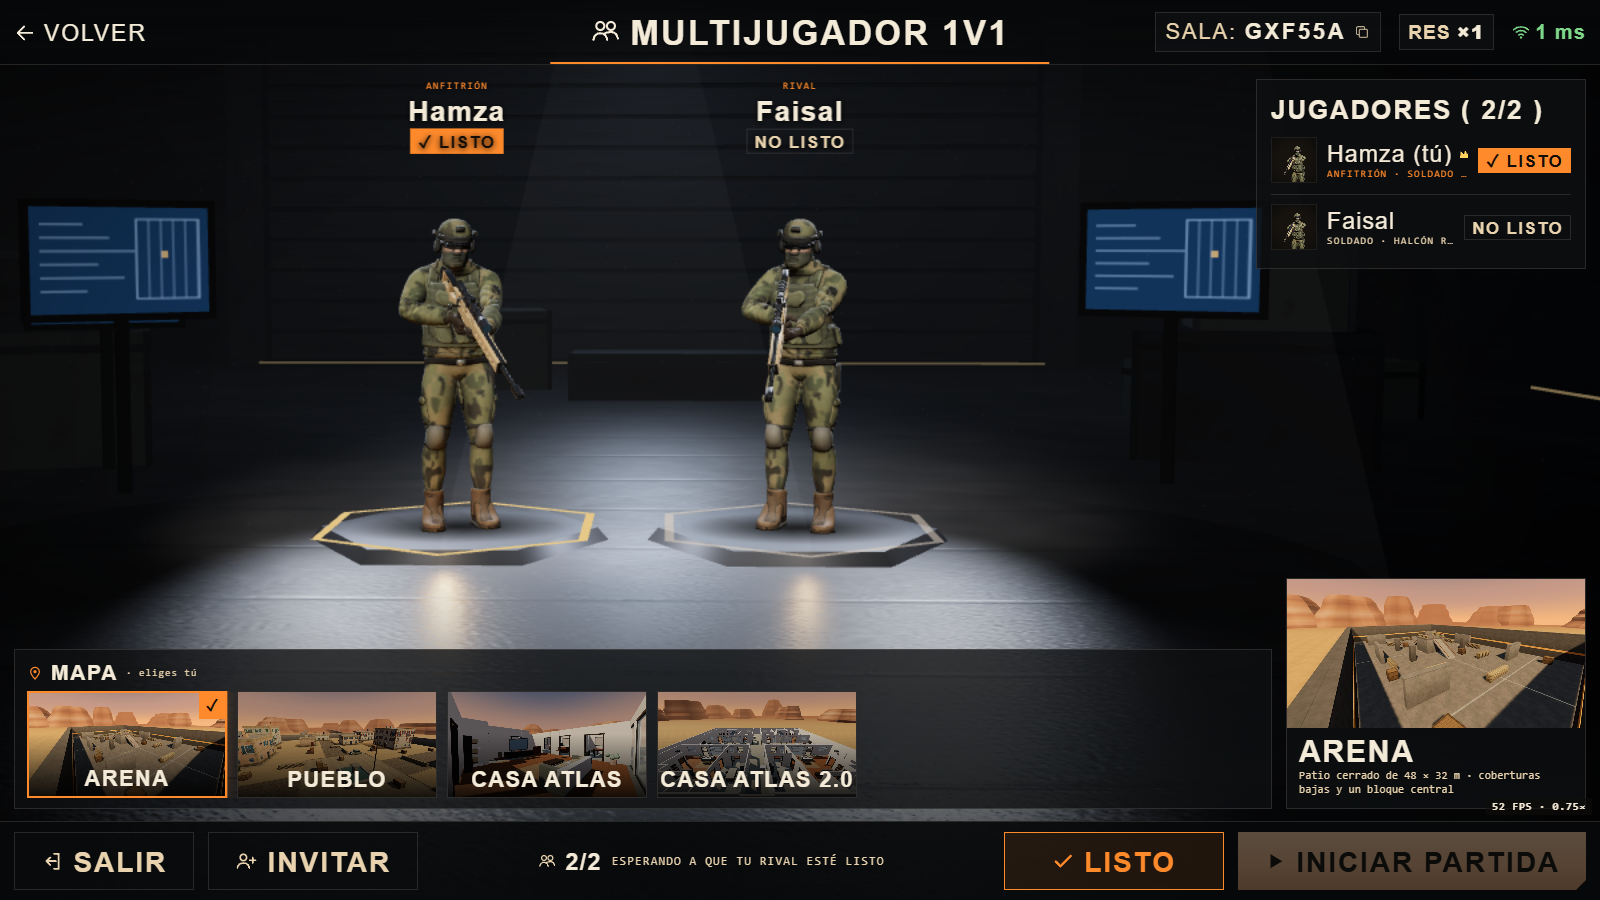 VOLVER
MULTIJUGADOR 1V1
SALA: GXF55A
RES ×1
1 ms
ANFITRIÓN
Hamza
✓ LISTO
RIVAL
Faisal
NO LISTO
JUGADORES ( 2/2 )
Hamza (tú)
ANFITRIÓN · SOLDADO …
✓ LISTO
Faisal
SOLDADO · HALCÓN R…
NO LISTO
MAPA · eliges tú
ARENA
PUEBLO
CASA ATLAS
CASA ATLAS 2.0
ARENA
Patio cerrado de 48 × 32 m · coberturas
bajas y un bloque central
52 FPS · 0.75×
SALIR
INVITAR
2/2 ESPERANDO A QUE TU RIVAL ESTÉ LISTO
LISTO
INICIAR PARTIDA